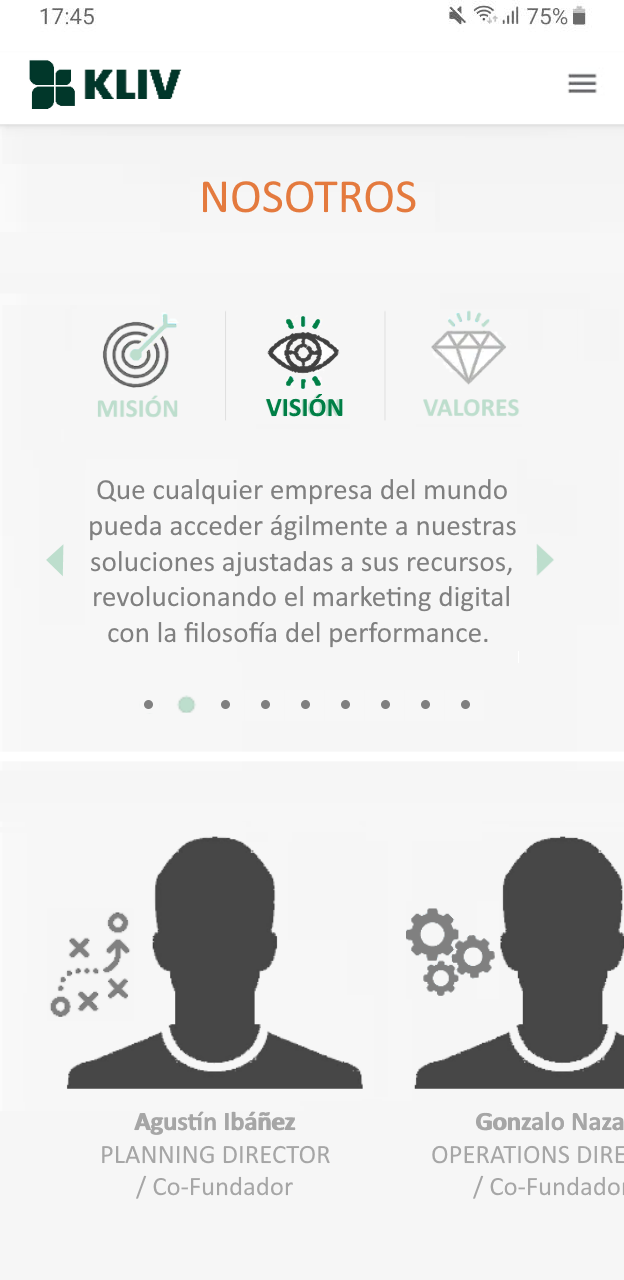 17:45
75%
KLIV
NOSOTROS
MISIÓN
VISIÓN
VALORES
Que cualquier empresa del mundo
pueda acceder ágilmente a nuestras
soluciones ajustadas a sus recursos,
revolucionando el marketing digital
con la filosofía del performance.
Agustín Ibáñez
PLANNING DIRECTOR
/ Co-Fundador
Gonzalo Naza
OPERATIONS DIRE
/ Co-Fundador